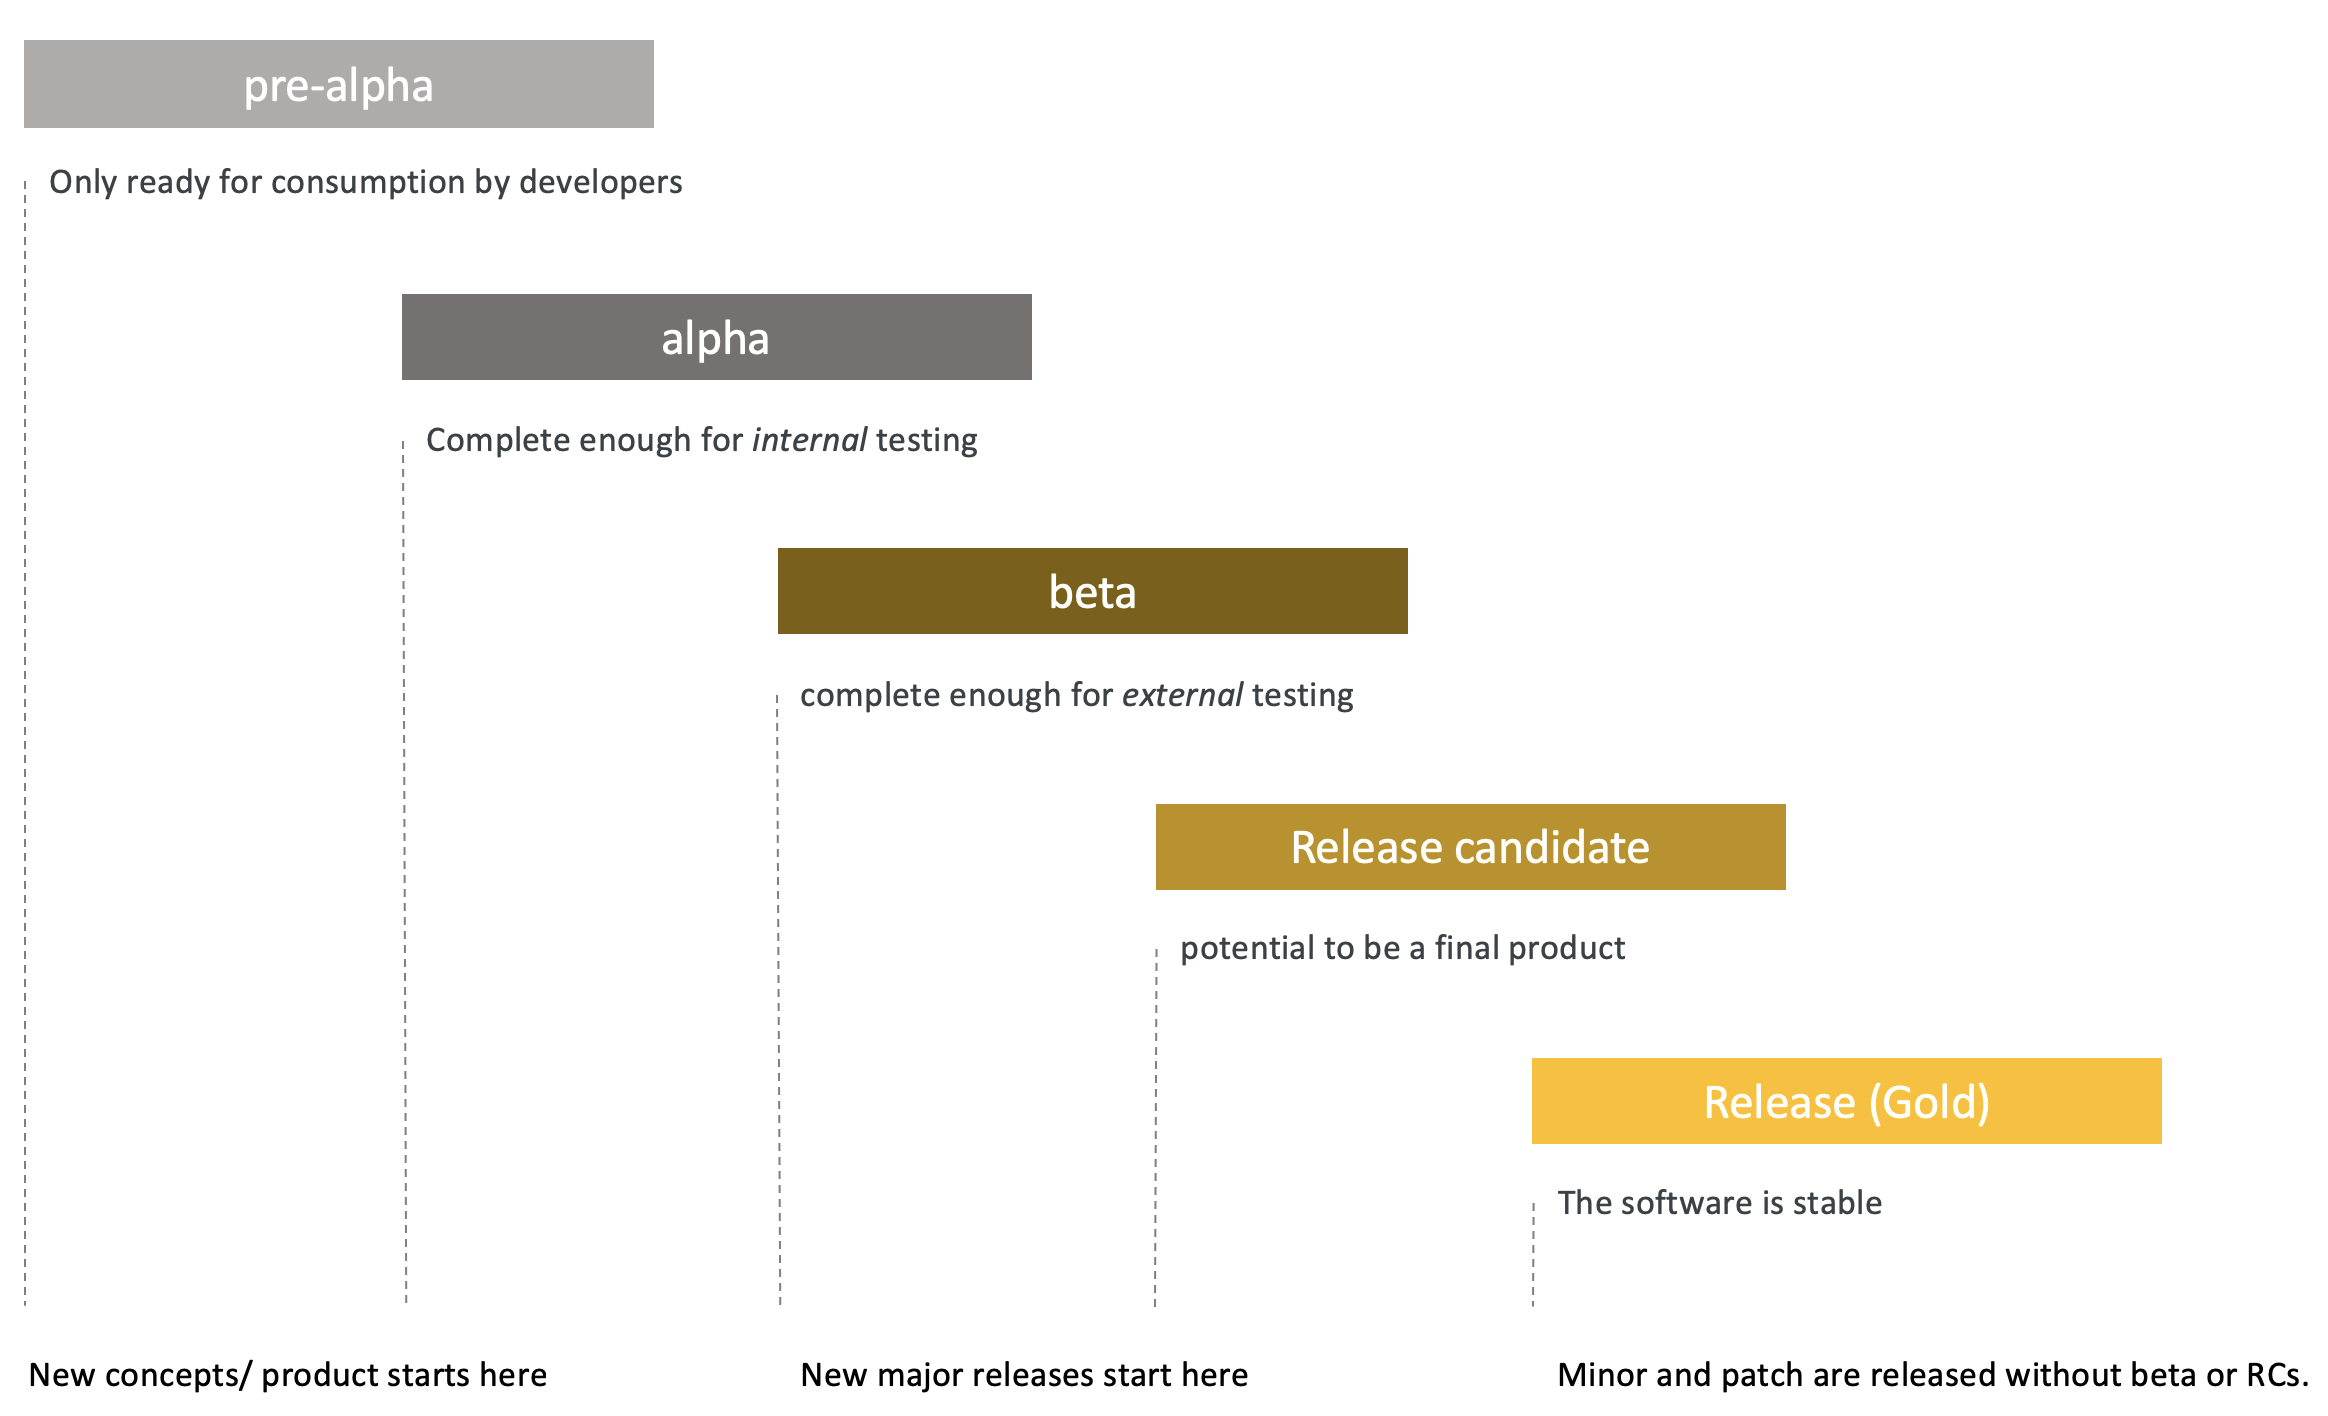 pre-alpha
Only ready for consumption by developers
alpha
Complete enough for internal testing
beta
complete enough for external testing
Release candidate
potential to be a final product
Release (Gold)
The software is stable
New concepts/ product starts here
New major releases start here
Minor and patch are released without beta or RCs.